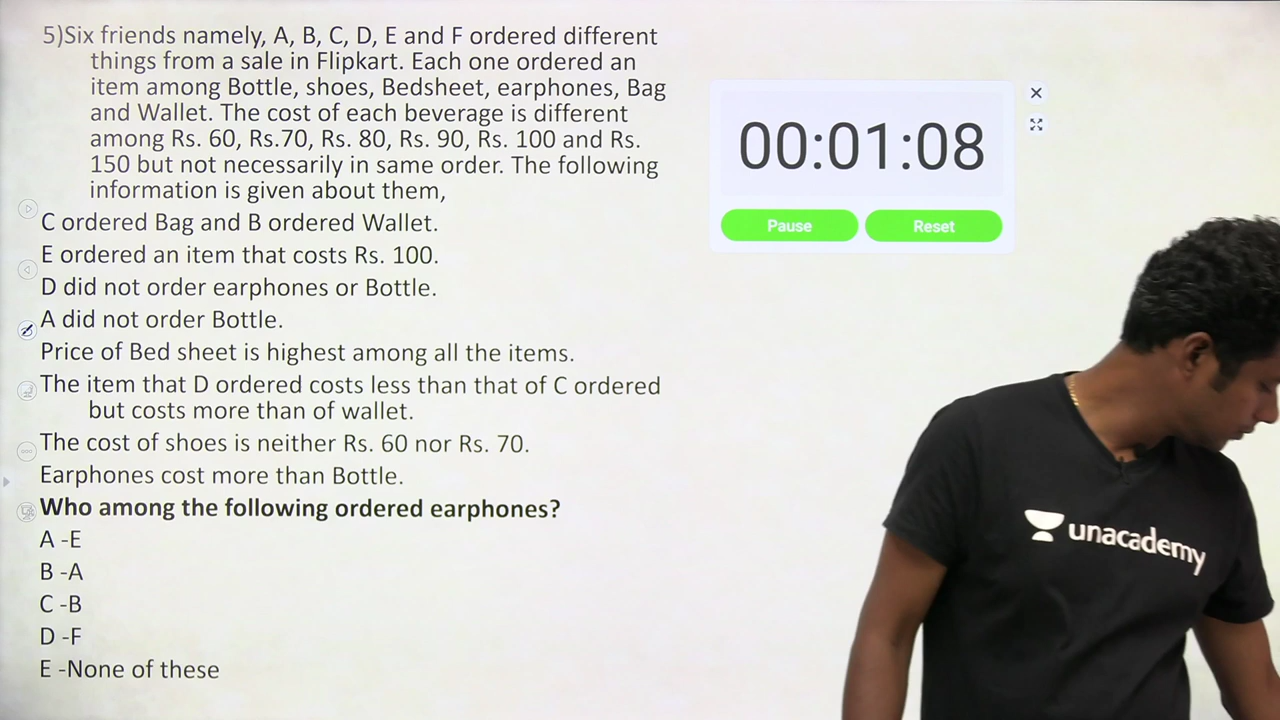 5)Six friends namely, A, B, C, D, E and F ordered different
things from a sale in Flipkart. Each one ordered an
item among Bottle, shoes, Bedsheet, earphones, Bag
and Wallet. The cost of each beverage is different
among Rs. 60, Rs.70, Rs. 80, Rs. 90, Rs. 100 and Rs.
150 but not necessarily in same order. The following
information is given about them,
C ordered Bag and B ordered Wallet.
E ordered an item that costs Rs. 100.
D did not order earphones or Bottle.
A did not order Bottle.
Price of Bed sheet is highest among all the items.
The item that D ordered costs less than that of C ordered
but costs more than of wallet.
The cost of shoes is neither Rs. 60 nor Rs. 70.
Earphones cost more than Bottle.
Who among the following ordered earphones?
A -E
B -A
C -B
D -F
E -None of these
00:01:08
Pause
Reset
unacademy